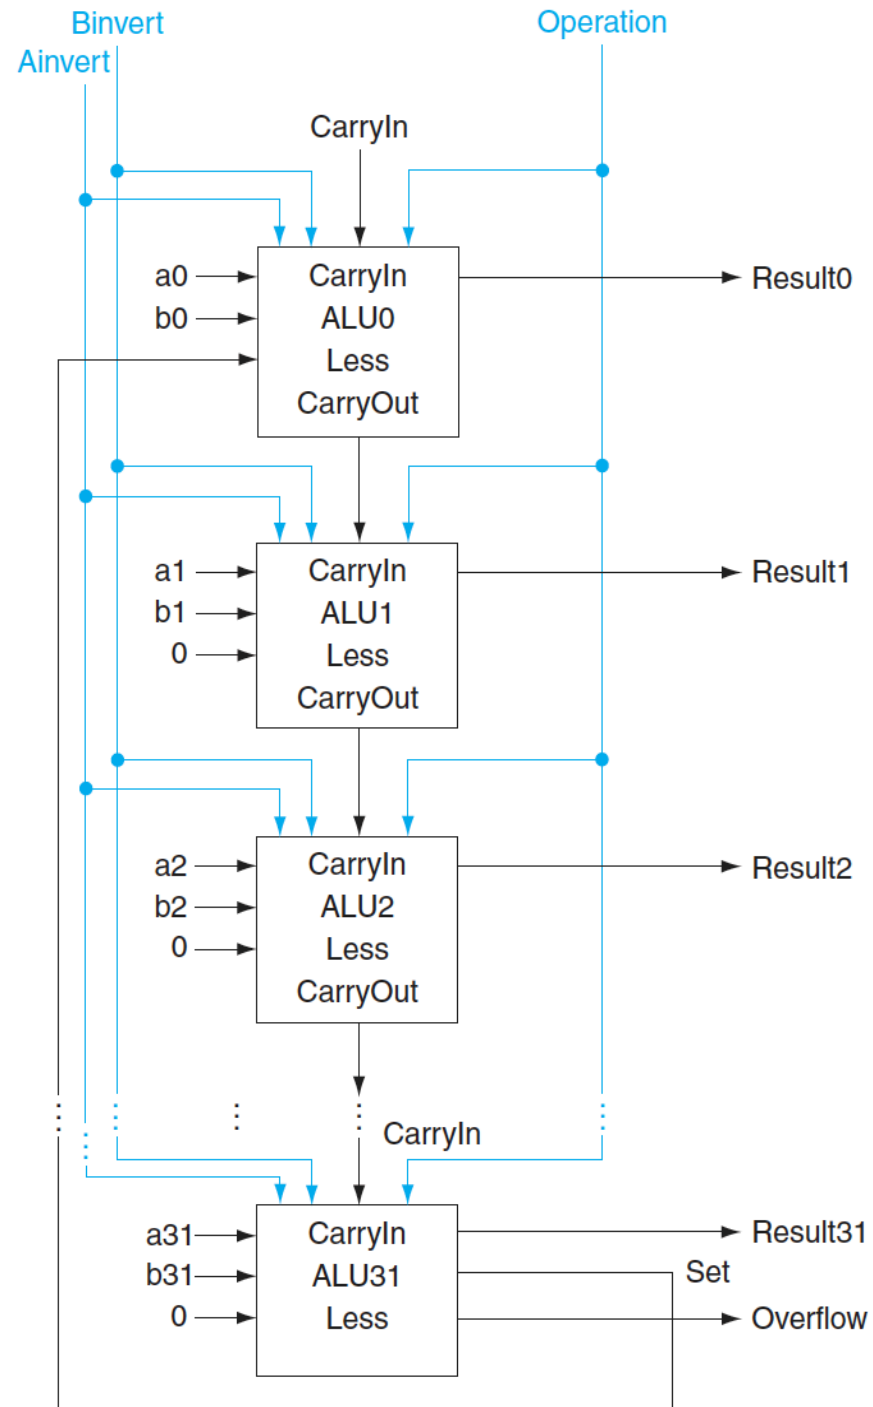 Binvert
Operation
Ainvert
CarryIn
a0
CarryIn
Result0
b0
ALU0
Less
CarryOut
a1
CarryIn
Result1
b1
ALU1
0
Less
CarryOut
a2
CarryIn
Result2
b2
ALU2
0
Less
CarryOut
CarryIn
a31
CarryIn
Result31
b31
ALU31
Set
0
Less
Overflow